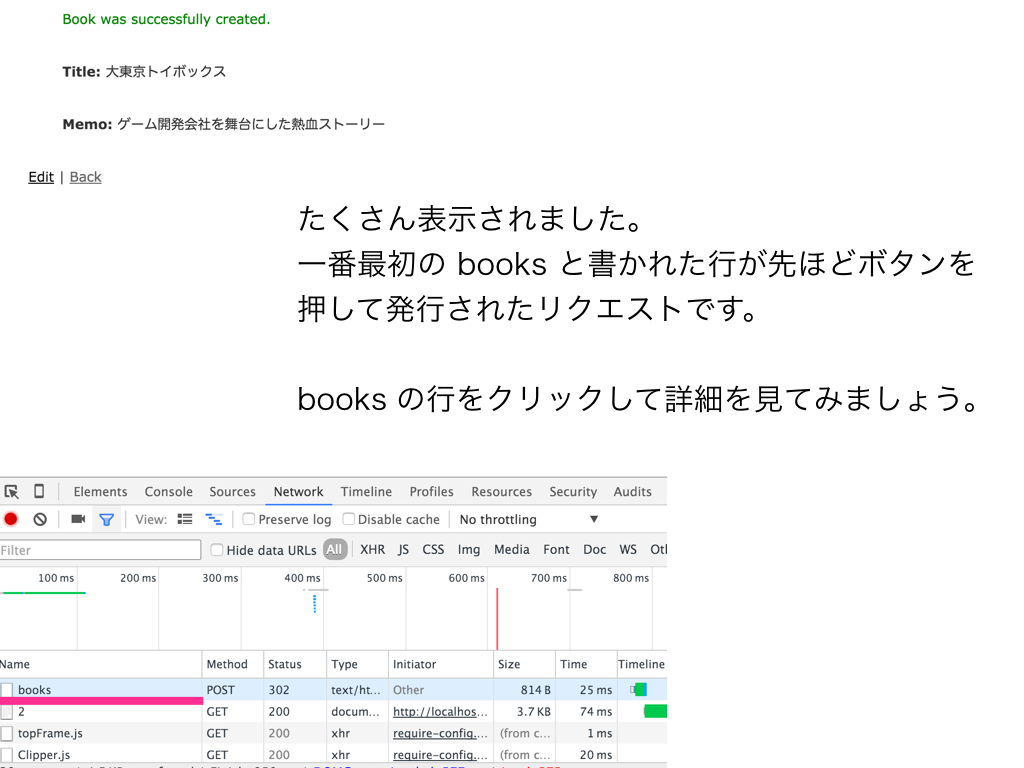 Book was successfully created.
Title: 大東京トイボックス
Memo: ゲーム開発会社を舞台にした熱血ストーリー
Edit | Back
たくさん表示されました。
一番最初の books と書かれた行が先ほどボタンを
押して発行されたリクエストです。
books の行をクリックして詳細を見てみましょう。
Elements Console Sources Network Timeline Profiles Resources Security Audits
View: Preserve log Disable cache No throttling ▼
Filter Hide data URLs All XHR JS CSS Img Media Font Doc WS Otl
100 ms 200 ms 300 ms 400 ms 500 ms 600 ms 700 ms 800 ms
Name Method Status Type Initiator Size Time Timeline
books POST 302 text/ht... Other 814 B 25 ms
2 GET 200 docum... http://localhos... 3.7 KB 74 ms
topFrame.js GET 200 xhr require-config.... (from c... 1 ms
Clipper.js GET 200 xhr require-config.... (from c... 20 ms